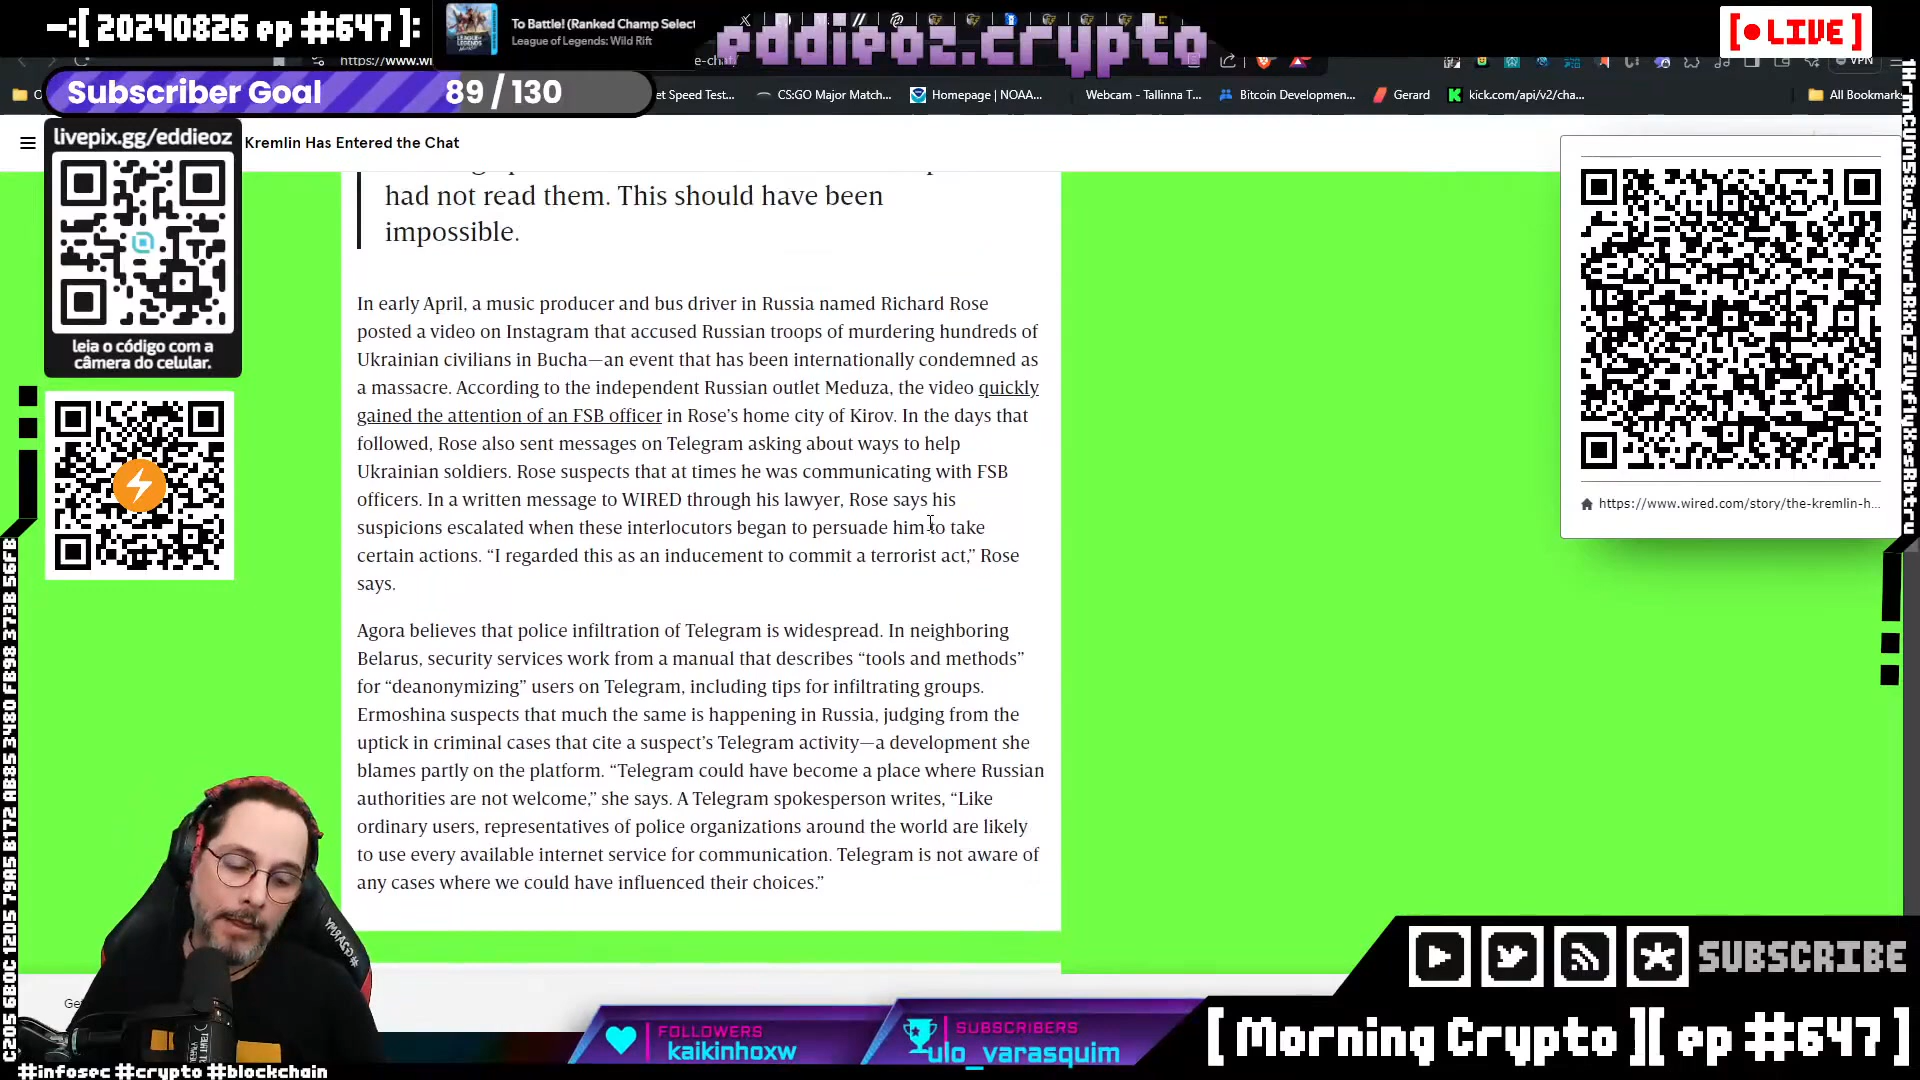 -:[ 20240826 ep #647 ]:
To Battle! (Ranked Champ Select
League of Legends: Wild Rift
eddieoz.crypto
[•LIVE]
https://www.wi
e-cha
VPN
Subscriber Goal 89 / 130
et Speed Test...
CS:GO Major Match...
Homepage | NOAA...
Webcam - Tallinna T...
Bitcoin Developmen...
Gerard
kick.com/api/v2/cha...
All Bookmarks
livepix.gg/eddieoz
leia o código com a
câmera do celular.
Kremlin Has Entered the Chat
had not read them. This should have been
impossible.
In early April, a music producer and bus driver in Russia named Richard Rose
posted a video on Instagram that accused Russian troops of murdering hundreds of
Ukrainian civilians in Bucha—an event that has been internationally condemned as
a massacre. According to the independent Russian outlet Meduza, the video quickly
gained the attention of an FSB officer in Rose’s home city of Kirov. In the days that
followed, Rose also sent messages on Telegram asking about ways to help
Ukrainian soldiers. Rose suspects that at times he was communicating with FSB
officers. In a written message to WIRED through his lawyer, Rose says his
suspicions escalated when these interlocutors began to persuade him to take
certain actions. “I regarded this as an inducement to commit a terrorist act,” Rose
says.
Agora believes that police infiltration of Telegram is widespread. In neighboring
Belarus, security services work from a manual that describes “tools and methods”
for “deanonymizing” users on Telegram, including tips for infiltrating groups.
Ermoshina suspects that much the same is happening in Russia, judging from the
uptick in criminal cases that cite a suspect’s Telegram activity—a development she
blames partly on the platform. “Telegram could have become a place where Russian
authorities are not welcome,” she says. A Telegram spokesperson writes, “Like
ordinary users, representatives of police organizations around the world are likely
to use every available internet service for communication. Telegram is not aware of
any cases where we could have influenced their choices.”
https://www.wired.com/story/the-kremlin-h...
C205 6B0C 12D5 79A5 B172 AB85 3480 FB98 373B 56FB
SUBSCRIBE
FOLLOWERS
kaikinhoxw
SUBSCRIBERS
ulo_varasquim
[ Morning Crypto ][ ep #647 ]
#infosec #crypto #blockchain